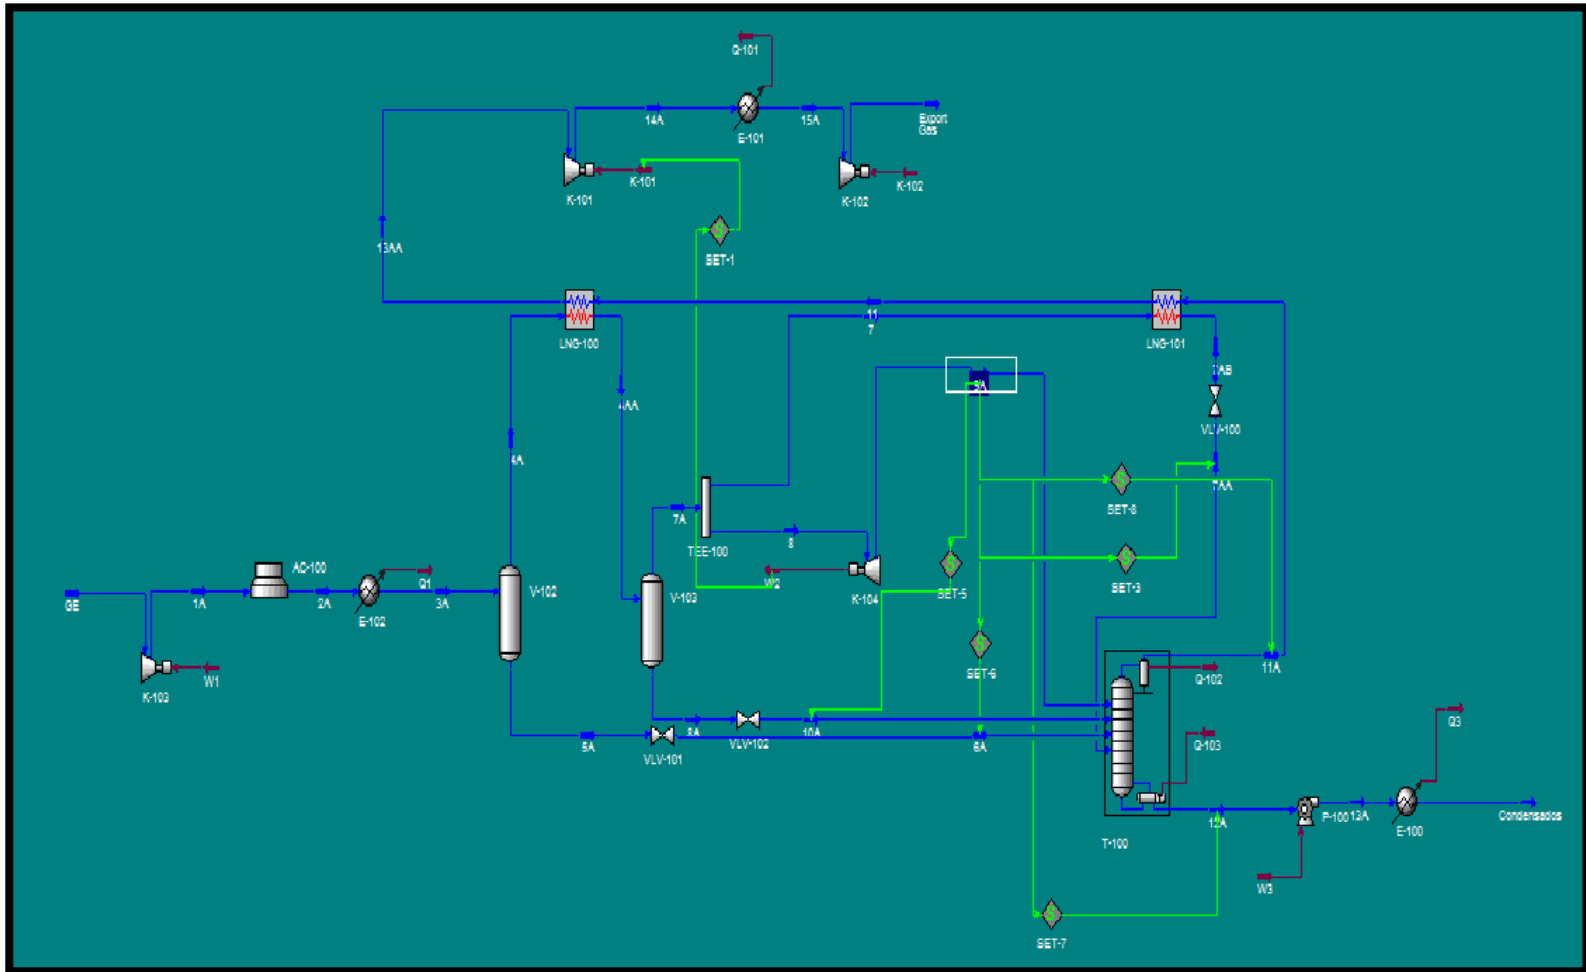 Q-101
14A
E-101
15A
Export
Gas
K-101
K-101
K-102
K-102
13AA
SET-1
11
7
LNG-100
LNG-101
7AB
9A
4AA
VLV-100
4A
SET-8
7AA
7A
TEE-100
8
SET-3
AC-100
Q1
V-102
V-103
W2
K-104
SET-5
GE
1A
2A
E-102
3A
SET-6
11A
Q-102
W1
K-103
8A
VLV-102
10A
5A
VLV-101
6A
Q-103
Q3
12A
P-100
13A
E-100
Condensados
T-100
W3
SET-7